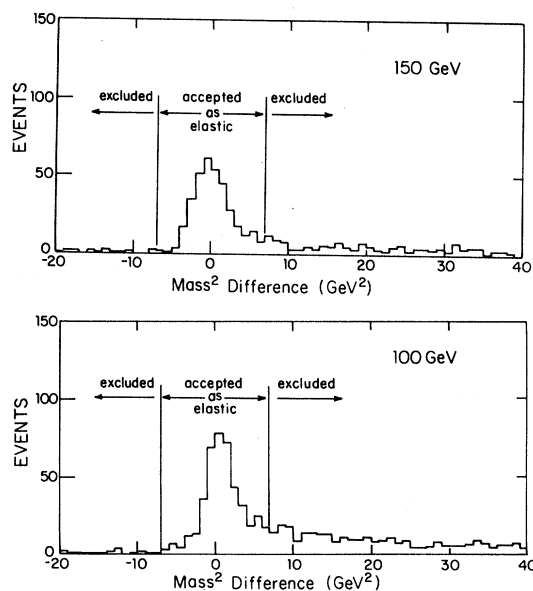 150
150 GeV
EVENTS
100
excluded
accepted
as
elastic
excluded
50
0
-20
-10
0
10
20
30
40
Mass² Difference (GeV²)
150
100 GeV
EVENTS
100
excluded
accepted
as
elastic
excluded
50
0
-20
-10
0
10
20
30
40
Mass² Difference (GeV²)